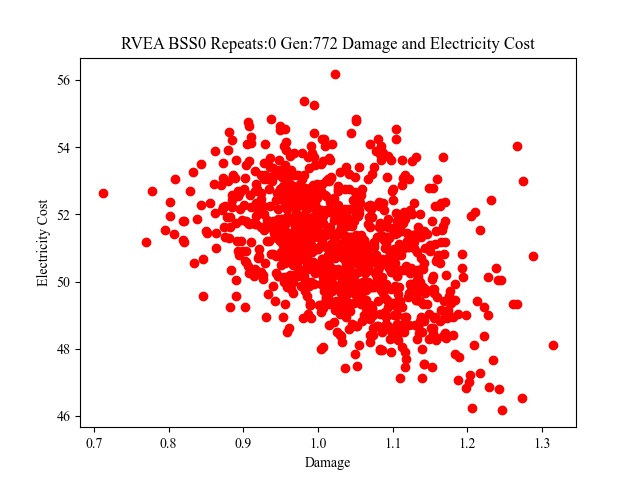 RVEA BSS0 Repeats:0 Gen:772 Damage and Electricity Cost
56
54
52
50
48
46
Electricity Cost
0.7 0.8 0.9 1.0 1.1 1.2 1.3
Damage